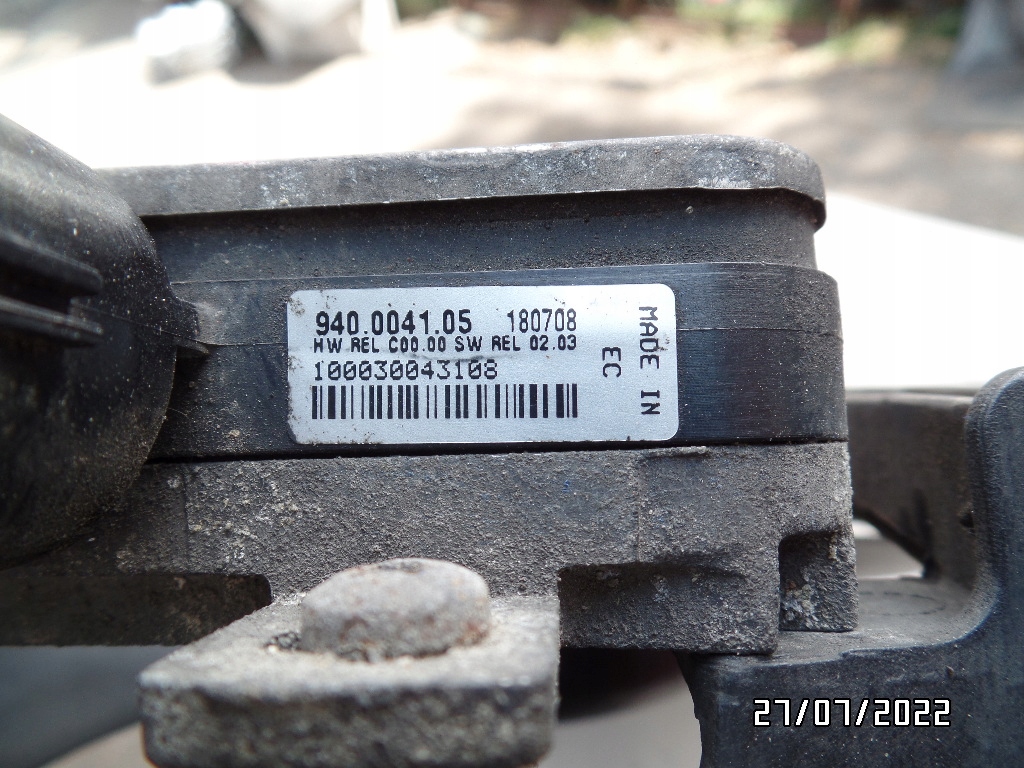 940.0041.05 180708
HW REL C00.00 SW REL 02.03
100030043108
MADE IN
EC
27/07/2022